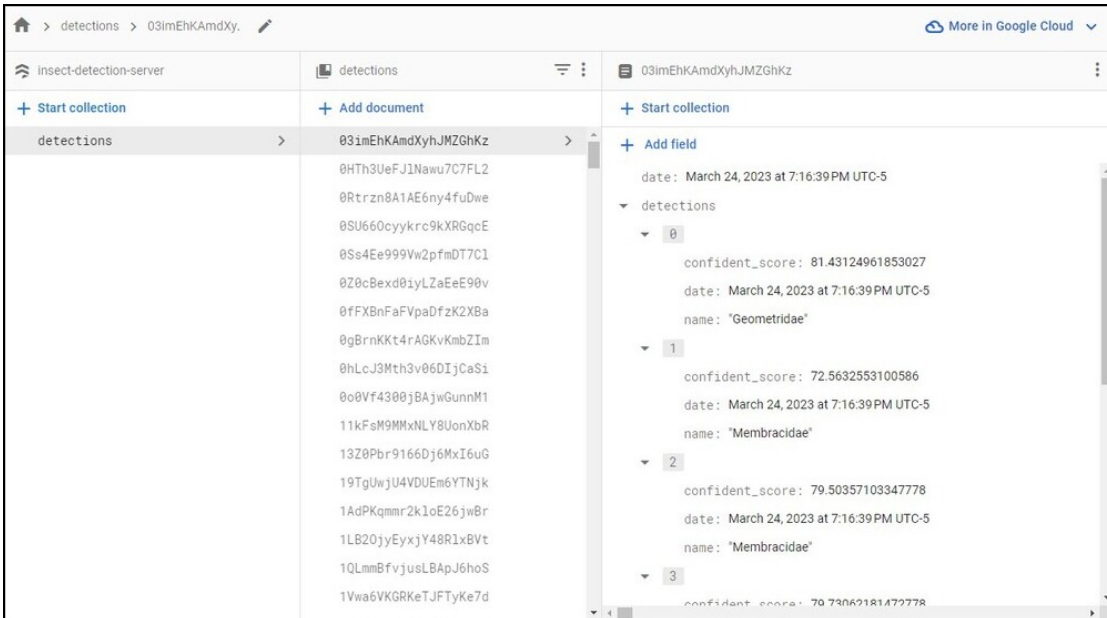 detections > 03imEhKAmdXy.
More in Google Cloud
insect-detection-server
+ Start collection
detections
detections
+ Add document
03imEhKAmdXyhJMZGhKz
0HTh3UeFJlNawu7C7FL2
0Rtrzn8A1AE6ny4fuDwe
0SU66Ocyykrc9kXRGqcE
0Ss4Ee999Vw2pfmDT7Cl
0Z0cBexd0iyLZaEeE90v
0fFXBnFaFVpaDfzK2XBa
0gBrnKKt4rAGKvKmbZIm
0hLcJ3Mth3v06DIjCaSi
0o0Vf4300jBAjwGunnM1
11kFsM9MMxNLY8UonXbR
13Z0Pbr9166Dj6MxI6uG
19TgUwjU4VDUEm6YTNjk
1AdPKqmmr2kloE26jwBr
1LB2OjyEyxjY48RlxBVt
1QLmmBfvjusLBApJ6hoS
1Vwa6VKGRKeTJFTyKe7d
03imEhKAmdXyhJMZGhKz
+ Start collection
+ Add field
date: March 24, 2023 at 7:16:39 PM UTC-5
detections
0
confident_score: 81.43124961853027
date: March 24, 2023 at 7:16:39 PM UTC-5
name: "Geometridae"
1
confident_score: 72.5632553100586
date: March 24, 2023 at 7:16:39 PM UTC-5
name: "Membracidae"
2
confident_score: 79.50357103347778
date: March 24, 2023 at 7:16:39 PM UTC-5
name: "Membracidae"
3
confident_score: 79.73062181472778